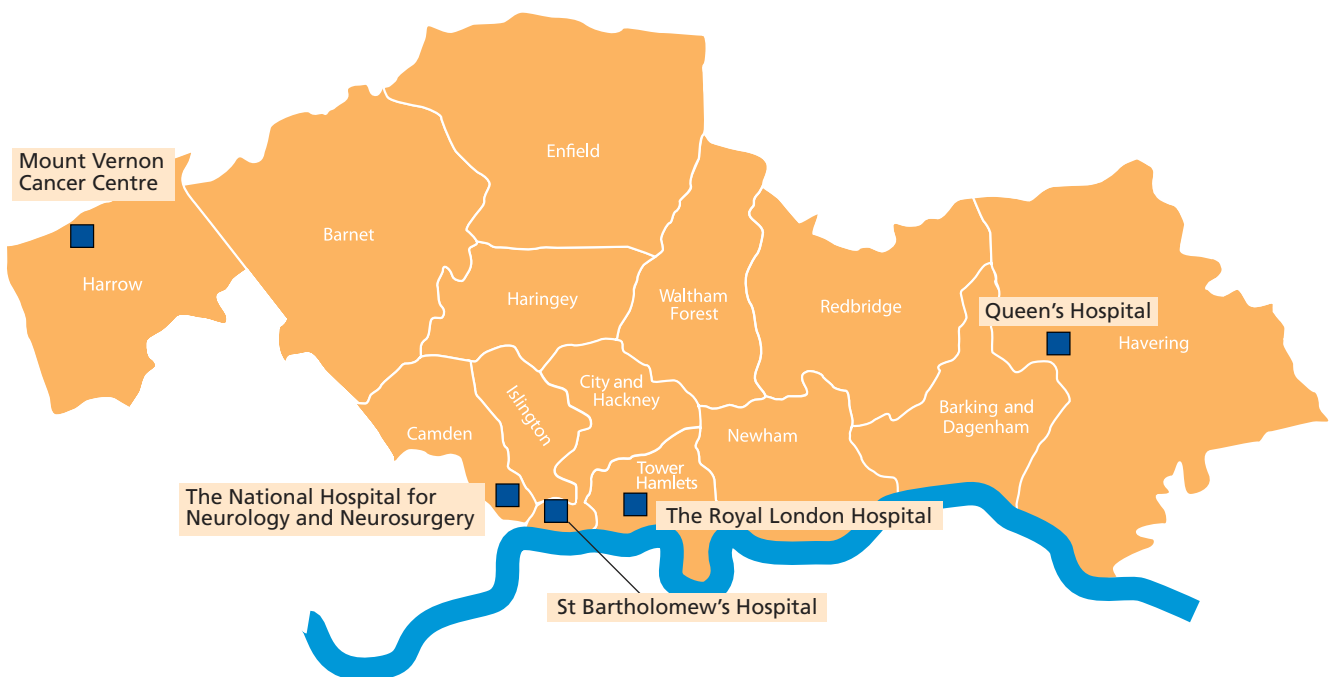 Enfield
Mount Vernon
Cancer Centre
Barnet
Harrow
Haringey
Waltham
Forest
Redbridge
Queen’s Hospital
Havering
City and
Hackney
Islington
Camden
Newham
Barking and
Dagenham
Tower
Hamlets
The National Hospital for
Neurology and Neurosurgery
The Royal London Hospital
St Bartholomew’s Hospital